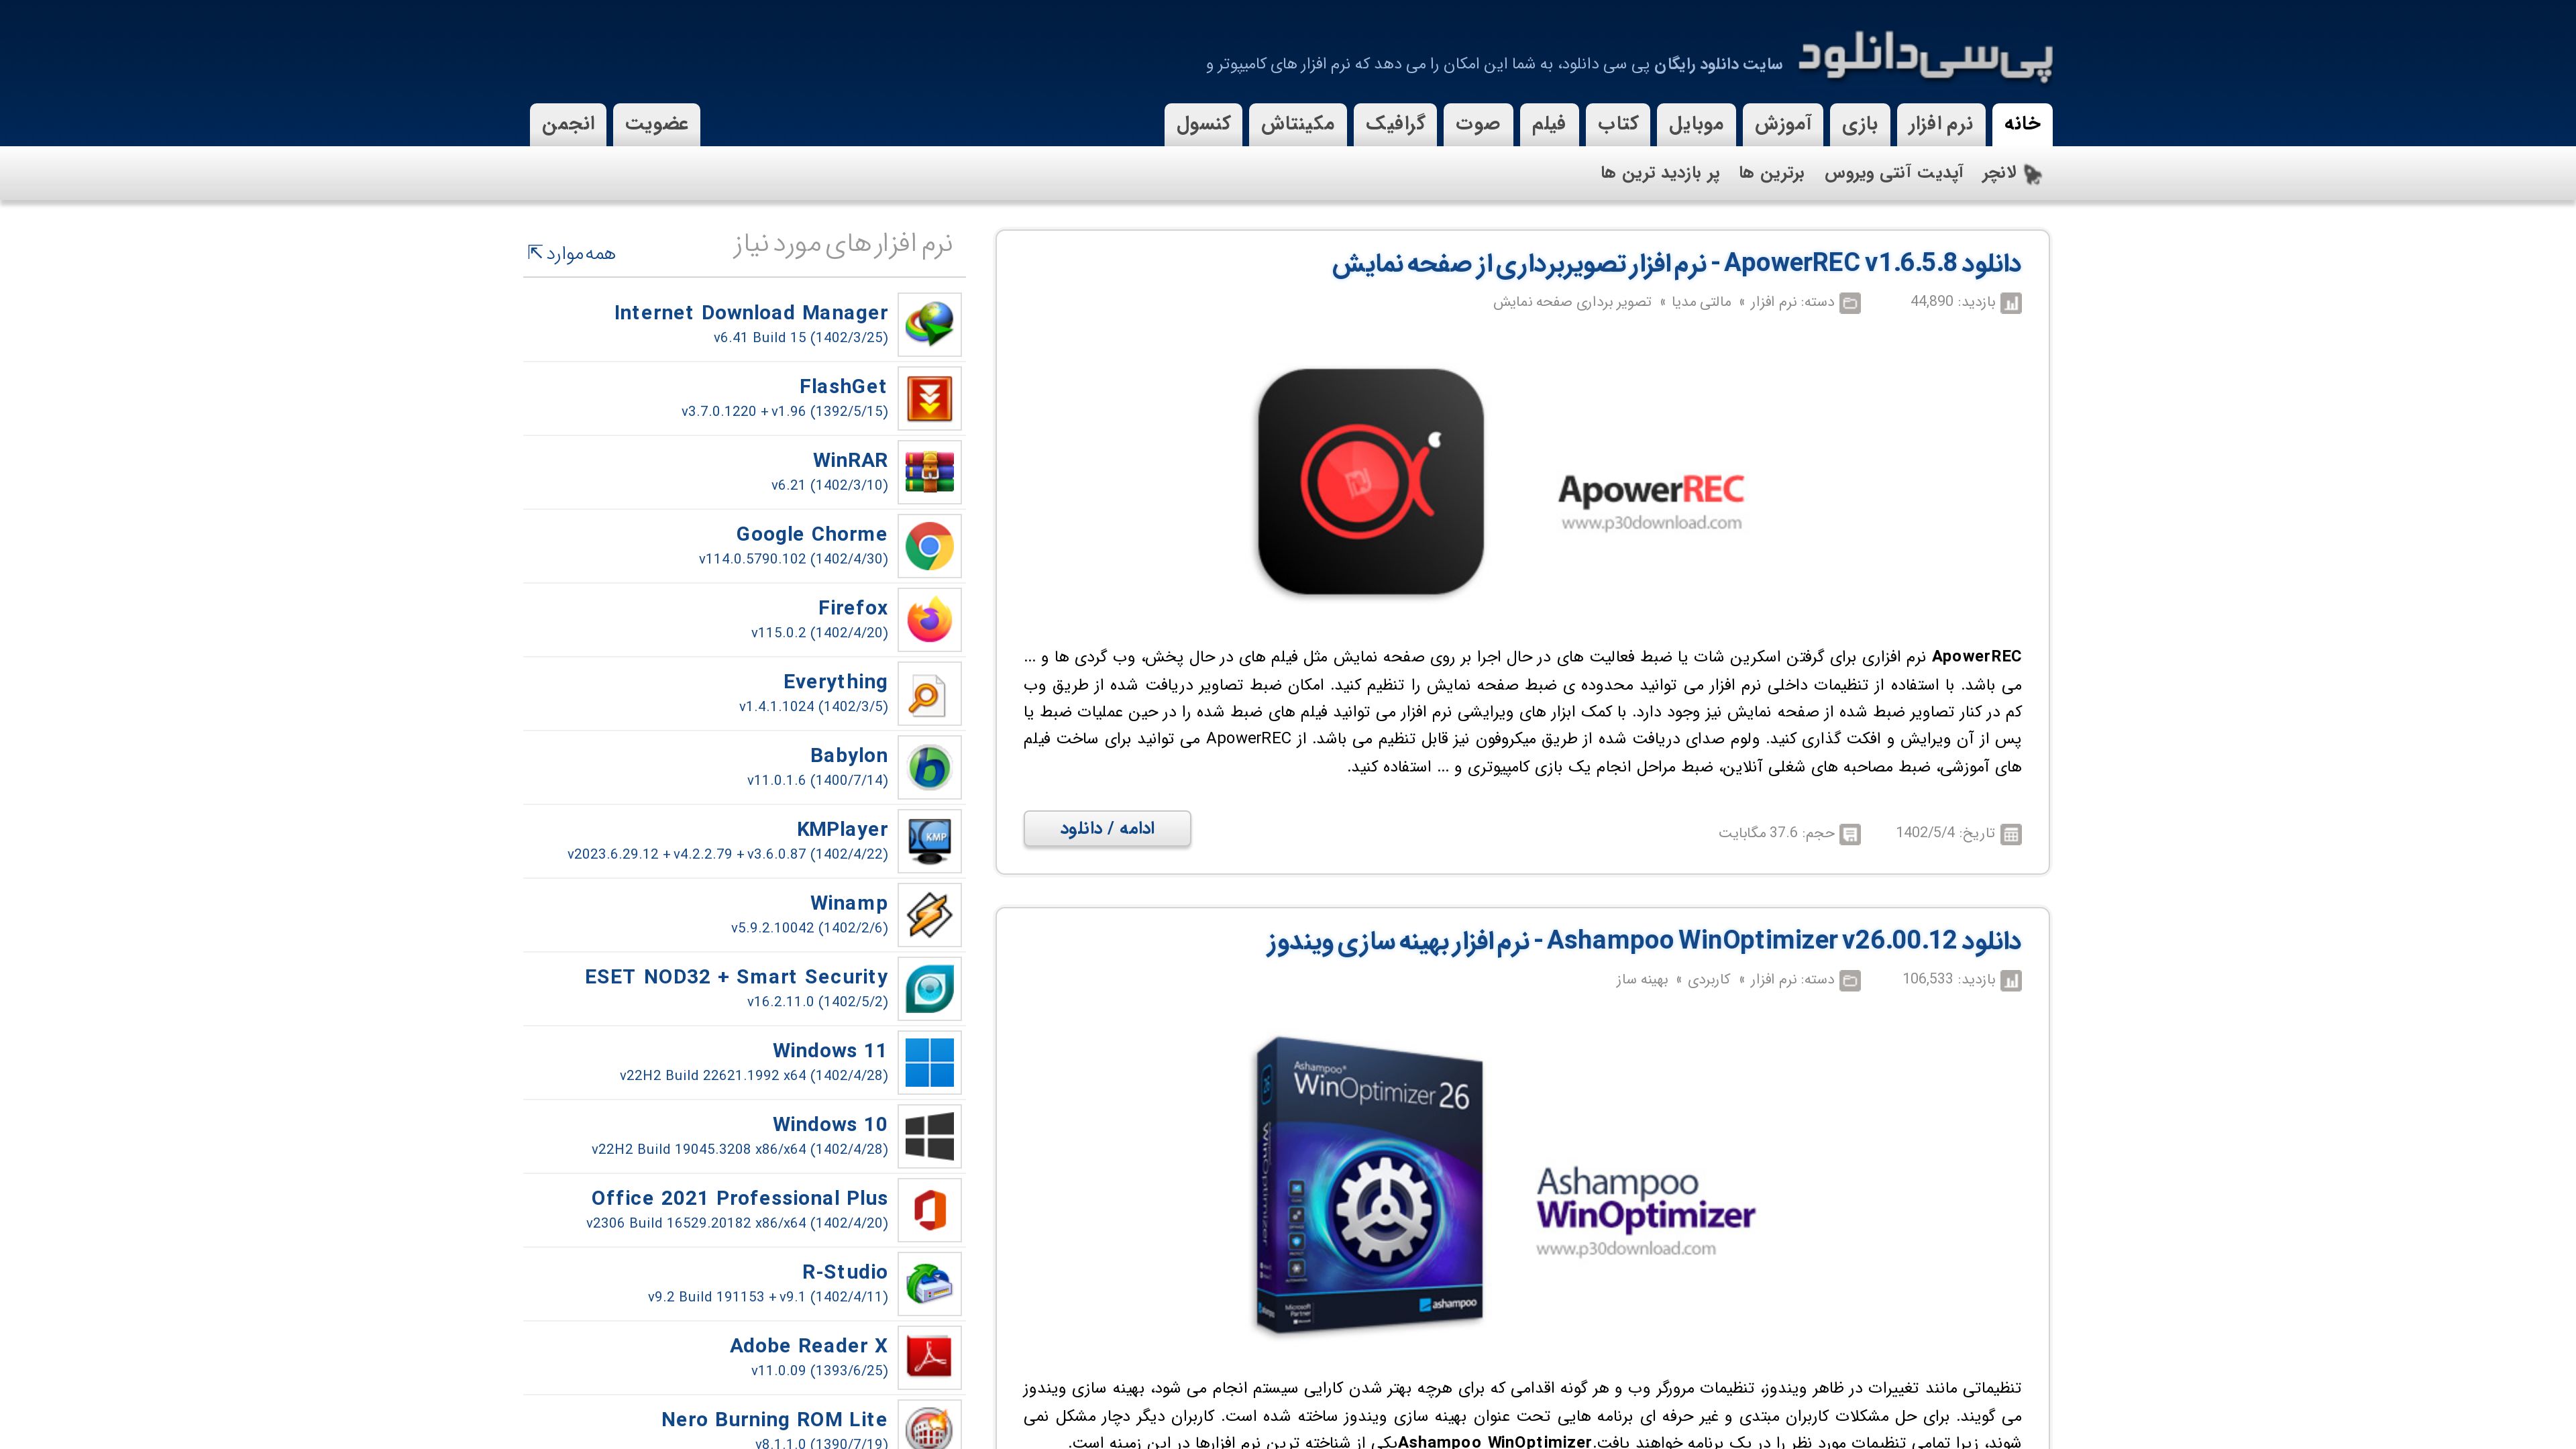 پی‌سی‌دانلود
سایت دانلود رایگان پی سی دانلود، به شما این امکان را می دهد که نرم افزار های کامپیوتر و
خانه
نرم افزار
بازی
آموزش
موبایل
کتاب
فیلم
صوت
گرافیک
مکینتاش
کنسول
عضویت
انجمن
لانچر
آپدیت آنتی ویروس
برترین ها
پر بازدید ترین ها
دانلود ApowerREC v1.6.5.8 - نرم افزار تصویربرداری از صفحه نمایش
بازدید: 44,890
دسته: نرم افزار » مالتی مدیا » تصویر برداری صفحه نمایش
ApowerREC
www.p30download.com
ApowerREC نرم افزاری برای گرفتن اسکرین شات یا ضبط فعالیت های در حال اجرا بر روی صفحه نمایش مثل فیلم های در حال پخش، وب گردی ها و ...
می باشد. با استفاده از تنظیمات داخلی نرم افزار می توانید محدوده ی ضبط صفحه نمایش را تنظیم کنید. امکان ضبط تصاویر دریافت شده از طریق وب
کم در کنار تصاویر ضبط شده از صفحه نمایش نیز وجود دارد. با کمک ابزار های ویرایشی نرم افزار می توانید فیلم های ضبط شده را در حین عملیات ضبط یا
پس از آن ویرایش و افکت گذاری کنید. ولوم صدای دریافت شده از طریق میکروفون نیز قابل تنظیم می باشد. از ApowerREC می توانید برای ساخت فیلم
های آموزشی، ضبط مصاحبه های شغلی آنلاین، ضبط مراحل انجام یک بازی کامپیوتری و ... استفاده کنید.
تاریخ: 1402/5/4
حجم: 37.6 مگابایت
ادامه / دانلود
دانلود Ashampoo WinOptimizer v26.00.12 - نرم افزار بهینه سازی ویندوز
بازدید: 106,533
دسته: نرم افزار » کاربردی » بهینه ساز
Ashampoo®
WinOptimizer 26
WinOptimizer
Microsoft
Partner
ashampoo
Ashampoo
WinOptimizer
www.p30download.com
تنظیماتی مانند تغییرات در ظاهر ویندوز، تنظیمات مرورگر وب و هر گونه اقدامی که برای هرچه بهتر شدن کارایی سیستم انجام می شود، بهینه سازی ویندوز
می گویند. برای حل مشکلات کاربران مبتدی و غیر حرفه ای برنامه هایی تحت عنوان بهینه سازی ویندوز ساخته شده است. کاربران دیگر دچار مشکل نمی
شوند، زیرا تمامی تنظیمات مورد نظر را در یک برنامه خواهند یافت.Ashampoo WinOptimizerیکی از شناخته ترین نرم افزارها در این زمینه است.
نرم افزارهای مورد نیاز
همه موارد
Internet Download Manager
v6.41 Build 15 (1402/3/25)
FlashGet
v3.7.0.1220 + v1.96 (1392/5/15)
WinRAR
v6.21 (1402/3/10)
Google Chorme
v114.0.5790.102 (1402/4/30)
Firefox
v115.0.2 (1402/4/20)
Everything
v1.4.1.1024 (1402/3/5)
Babylon
v11.0.1.6 (1400/7/14)
KMPlayer
v2023.6.29.12 + v4.2.2.79 + v3.6.0.87 (1402/4/22)
KMP
Winamp
v5.9.2.10042 (1402/2/6)
ESET NOD32 + Smart Security
v16.2.11.0 (1402/5/2)
Windows 11
v22H2 Build 22621.1992 x64 (1402/4/28)
Windows 10
v22H2 Build 19045.3208 x86/x64 (1402/4/28)
Office 2021 Professional Plus
v2306 Build 16529.20182 x86/x64 (1402/4/20)
R-Studio
v9.2 Build 191153 + v9.1 (1402/4/11)
Adobe Reader X
v11.0.09 (1393/6/25)
Nero Burning ROM Lite
v8.1.1.0 (1390/7/19)